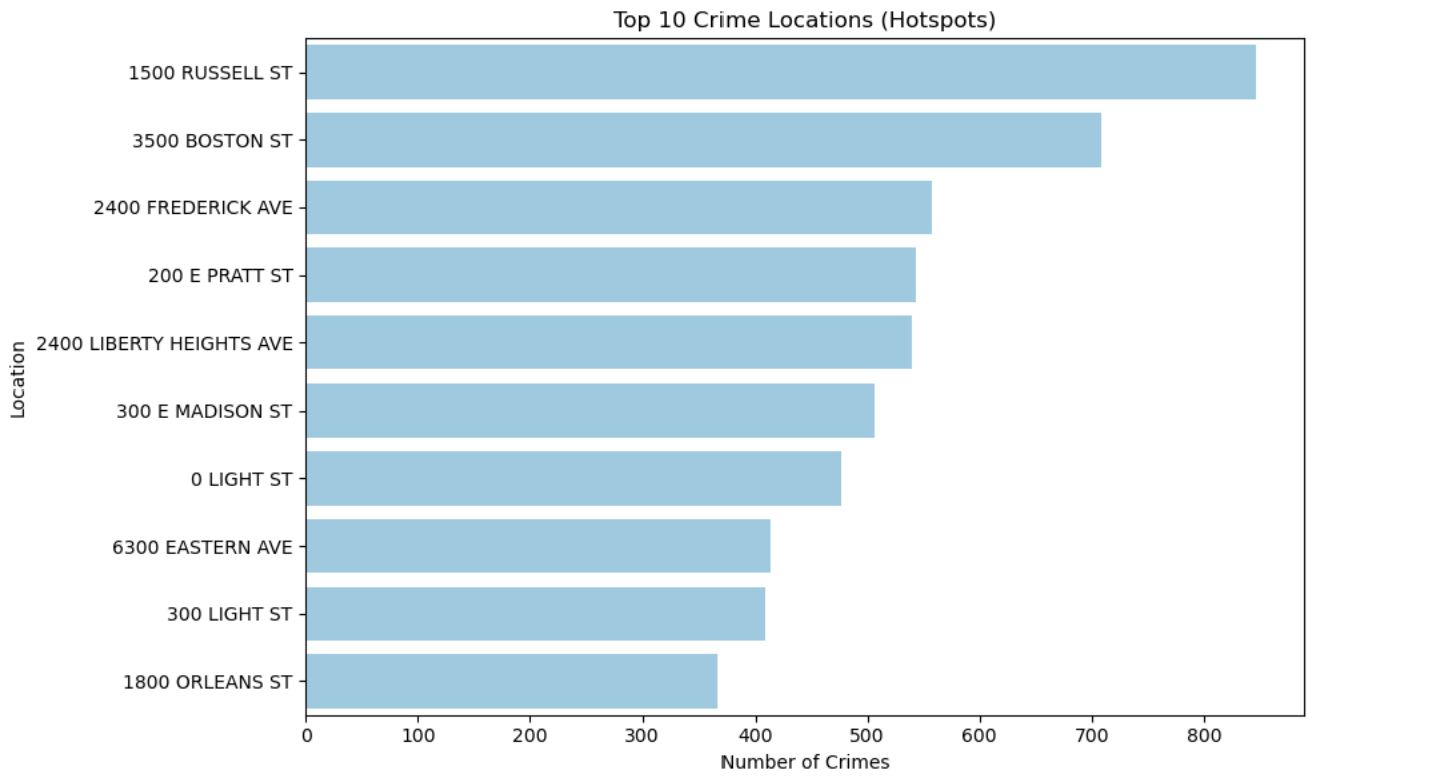 Top 10 Crime Locations (Hotspots)
1500 RUSSELL ST
3500 BOSTON ST
2400 FREDERICK AVE
200 E PRATT ST
2400 LIBERTY HEIGHTS AVE
300 E MADISON ST
0 LIGHT ST
6300 EASTERN AVE
300 LIGHT ST
1800 ORLEANS ST
Location
0 100 200 300 400 500 600 700 800
Number of Crimes